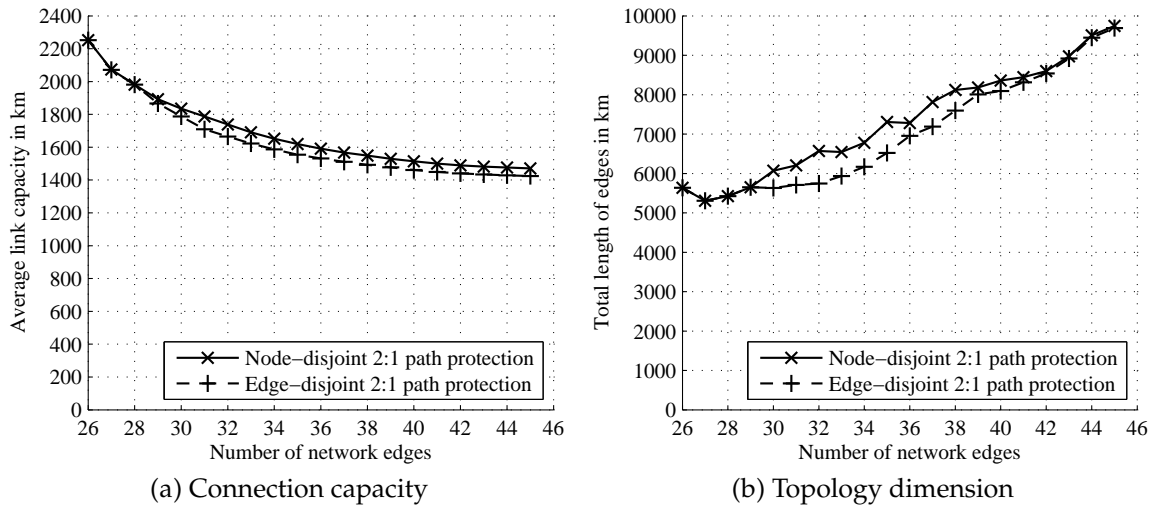 Average link capacity in km
2400
2200
2000
1800
1600
1400
1200
1000
800
600
400
200
0
Node−disjoint 2:1 path protection
Edge−disjoint 2:1 path protection
26 28 30 32 34 36 38 40 42 44 46
Number of network edges
(a) Connection capacity
Total length of edges in km
10000
9000
8000
7000
6000
5000
4000
3000
2000
1000
0
Node−disjoint 2:1 path protection
Edge−disjoint 2:1 path protection
26 28 30 32 34 36 38 40 42 44 46
Number of network edges
(b) Topology dimension